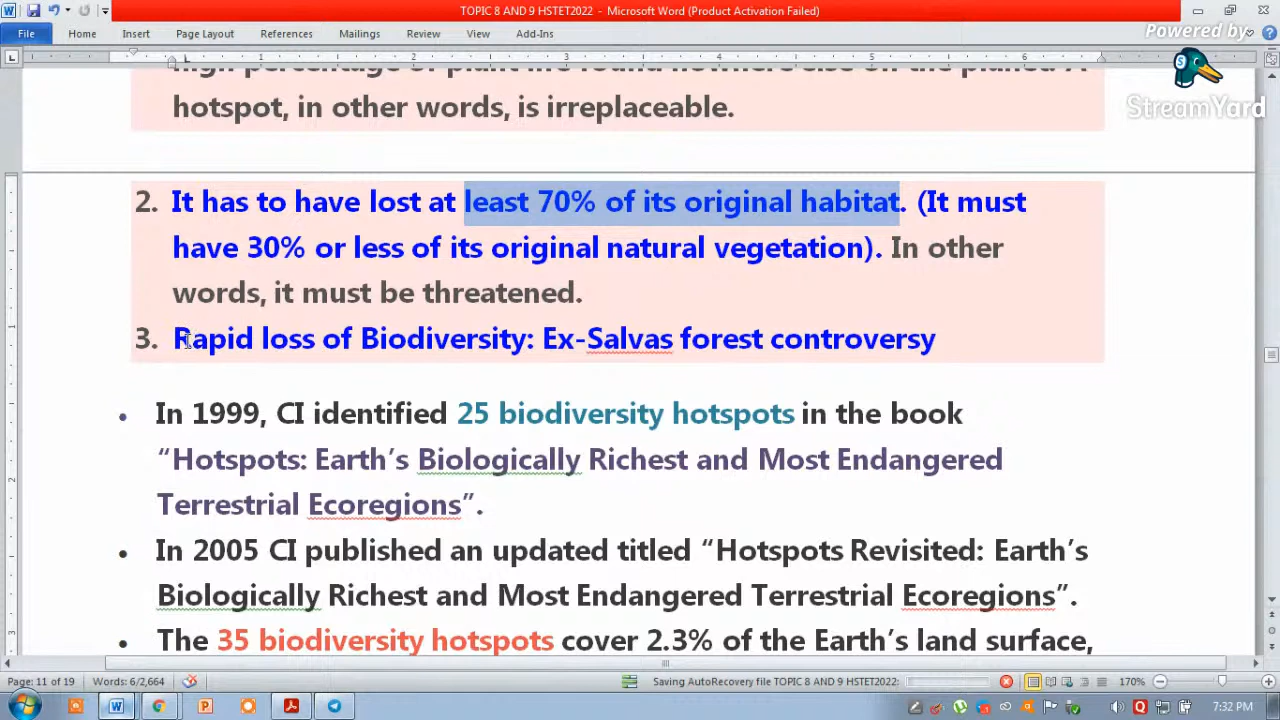 TOPIC 8 AND 9 HSTET2022 - Microsoft Word (Product Activation Failed)
File Home Insert Page Layout References Mailings Review View Add-Ins
Powered by
StreamYard
hotspot, in other words, is irreplaceable.
2. It has to have lost at least 70% of its original habitat. (It must
have 30% or less of its original natural vegetation). In other
words, it must be threatened.
3. Rapid loss of Biodiversity: Ex-Salvas forest controversy
• In 1999, CI identified 25 biodiversity hotspots in the book
“Hotspots: Earth’s Biologically Richest and Most Endangered
Terrestrial Ecoregions”.
• In 2005 CI published an updated titled “Hotspots Revisited: Earth’s
Biologically Richest and Most Endangered Terrestrial Ecoregions”.
• The 35 biodiversity hotspots cover 2.3% of the Earth’s land surface,
Page: 11 of 19 Words: 6/2,664 Saving AutoRecovery file TOPIC 8 AND 9 HSTET2022: 170%
7:32 PM